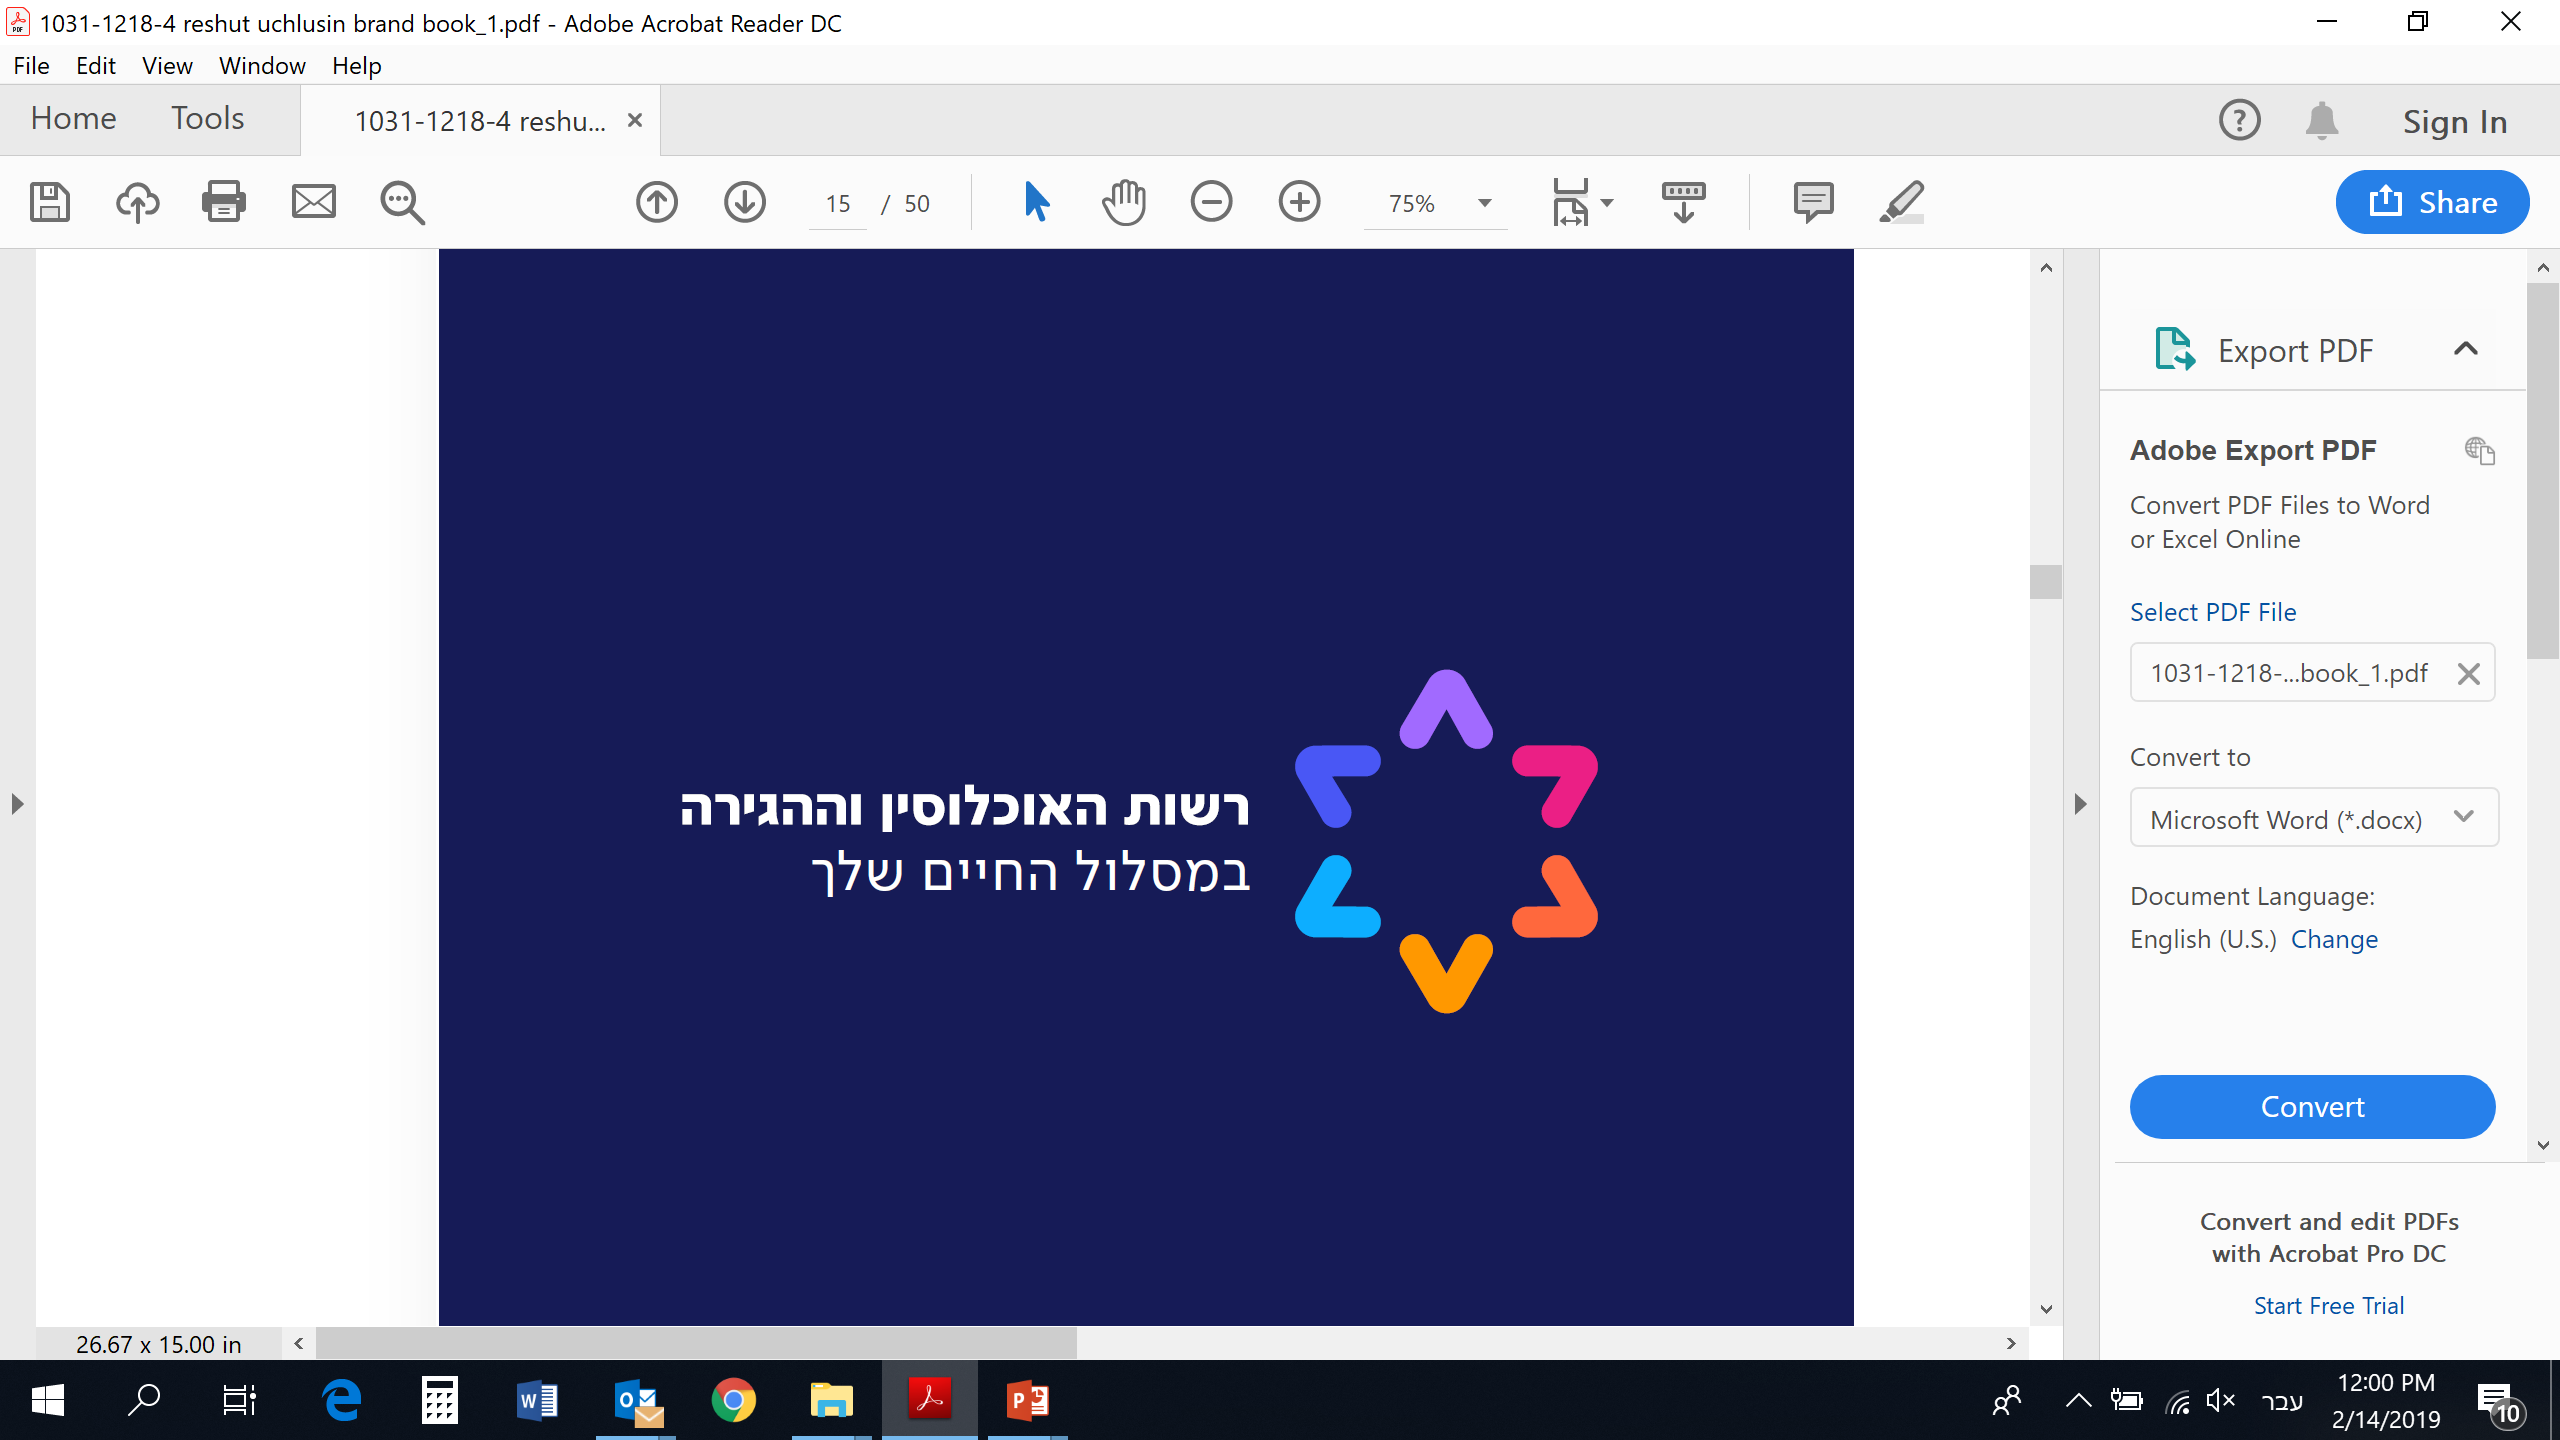 1031-1218-4 reshut uchlusin brand book_1.pdf - Adobe Acrobat Reader DC
File Edit View Window Help
Home Tools 1031-1218-4 reshu... Sign In
15 / 50 75% Share
רשות האוכלוסין וההגירה
במסלול החיים שלך
Export PDF
Adobe Export PDF
Convert PDF Files to Word
or Excel Online
Select PDF File
1031-1218-...book_1.pdf
Convert to
Microsoft Word (*.docx)
Document Language:
English (U.S.) Change
Convert
Convert and edit PDFs
with Acrobat Pro DC
Start Free Trial
26.67 x 15.00 in
עבר
12:00 PM
2/14/2019
10